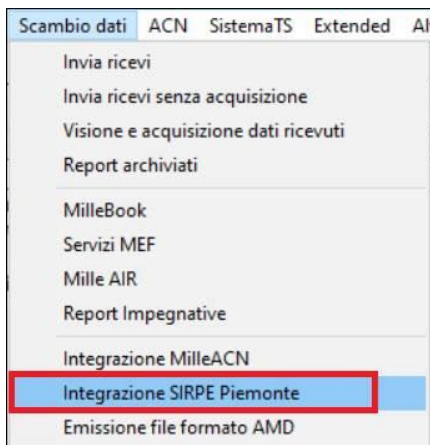 Scambio dati ACN SistemaTS Extended
Invia ricevi
Invia ricevi senza acquisizione
Visione e acquisizione dati ricevuti
Report archiviati
MilleBook
Servizi MEF
Mille AIR
Report Impegnative
Integrazione MilleACN
Integrazione SIRPE Piemonte
Emissione file formato AMD